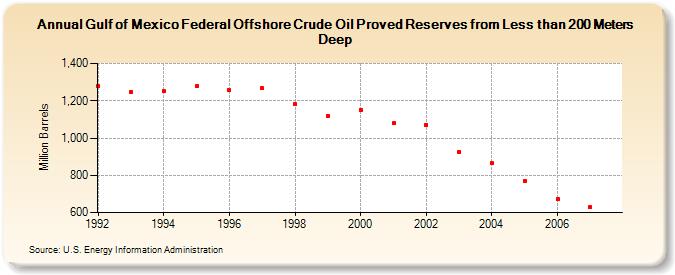 Annual Gulf of Mexico Federal Offshore Crude Oil Proved Reserves from Less than 200 Meters
Deep
Million Barrels
1,400
1,200
1,000
800
600
1992 1994 1996 1998 2000 2002 2004 2006
Source: U.S. Energy Information Administration